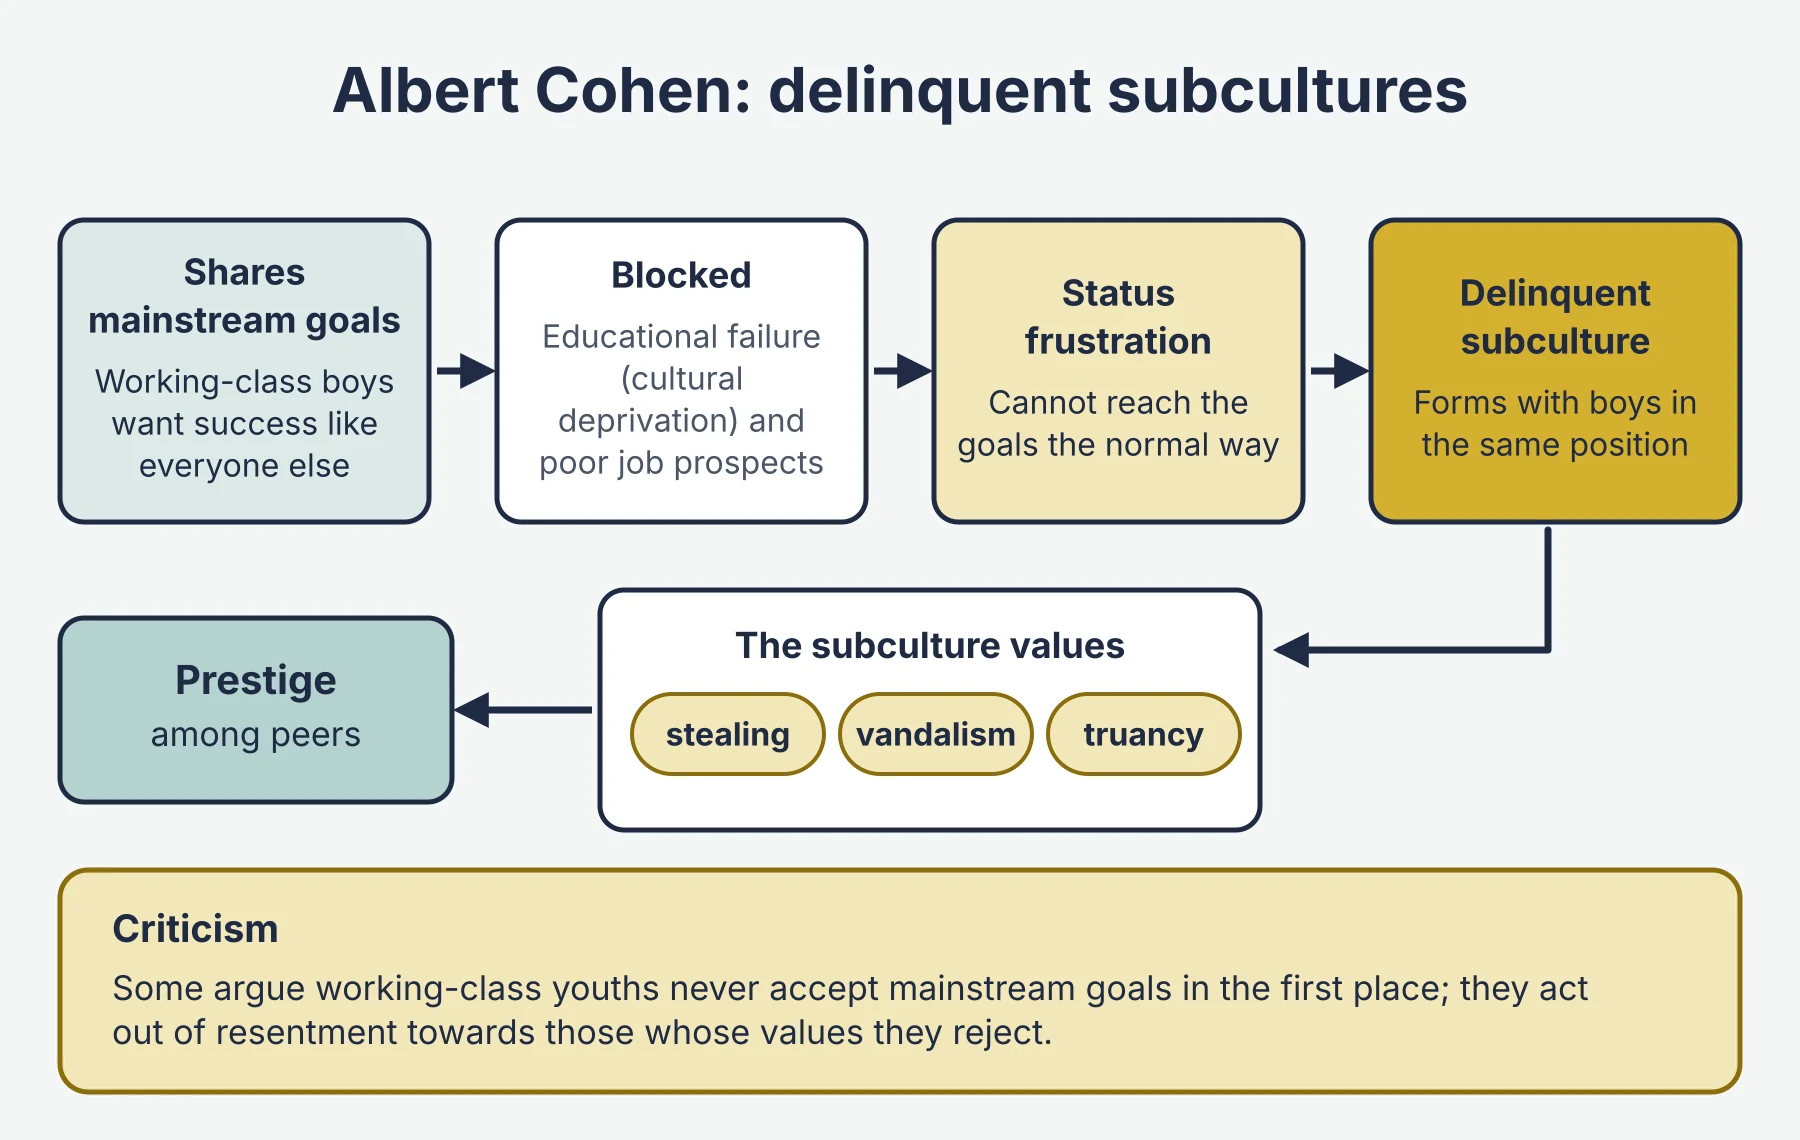 Albert Cohen: delinquent subcultures
Shares
mainstream goals
Working-class boys
want success like
everyone else
Blocked
Educational failure
(cultural
deprivation) and
poor job prospects
Status
frustration
Cannot reach the
goals the normal way
Delinquent
subculture
Forms with boys in
the same position
The subculture values
stealing
vandalism
truancy
Prestige
among peers
Criticism
Some argue working-class youths never accept mainstream goals in the first place; they act
out of resentment towards those whose values they reject.